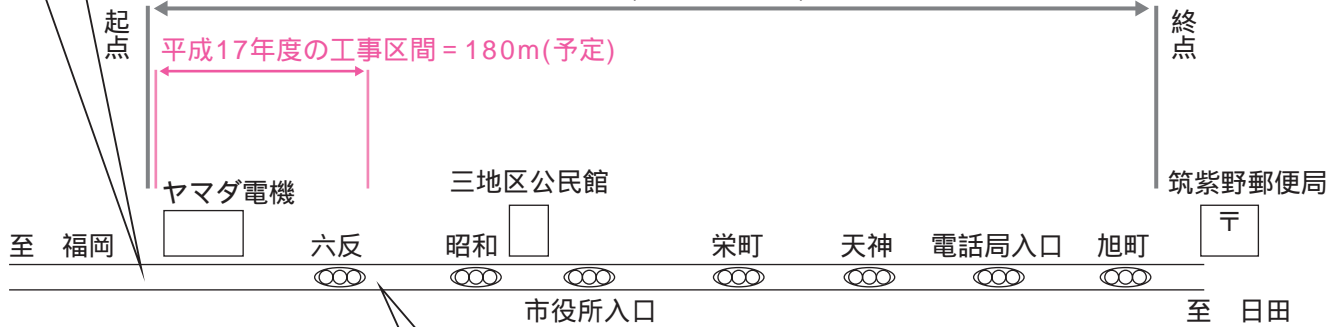 起点
終点
平成17年度の工事区間＝180m(予定)
ヤマダ電機
三地区公民館
筑紫野郵便局
〒
至 福岡
六反
昭和
栄町
天神
電話局入口
旭町
市役所入口
至 日田